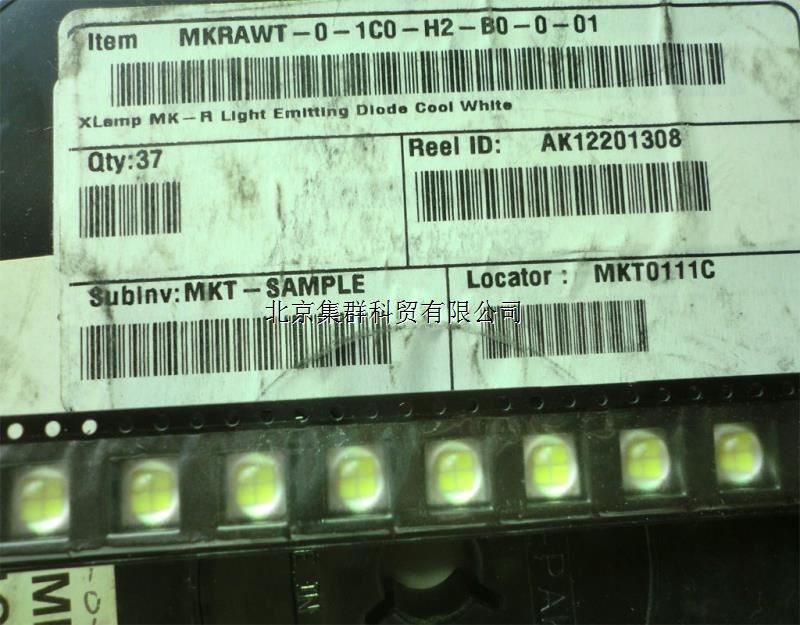 Item MKRAWT-0-1C0-H2-B0-0-01
XLamp MK-R Light Emitting Diode Cool White
Qty:37
Reel ID: AK12201308
SubInv:MKT-SAMPLE
Locator : MKT0111C
北京集群科贸有限公司